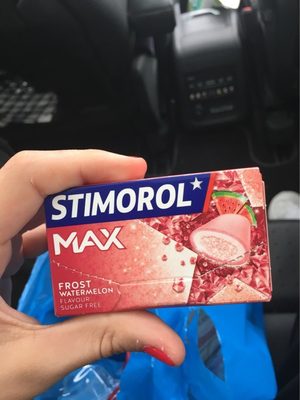 STIMOROL
MAX
FROST
WATERMELON
FLAVOUR
SUGAR FREE